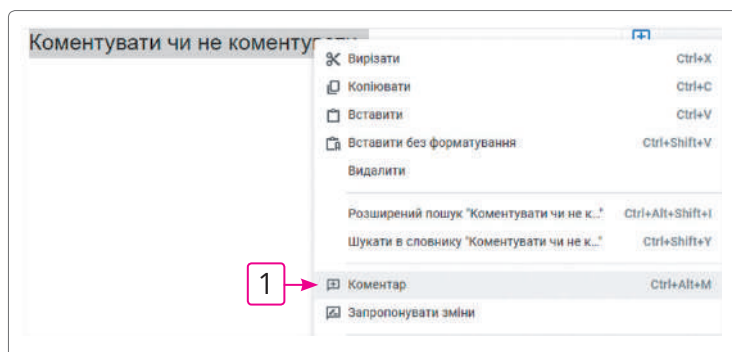 Коментувати чи не коментувати
Вирізати Ctrl+X
Копіювати Ctrl+C
Вставити Ctrl+V
Вставити без форматування Ctrl+Shift+V
Видалити
Розширений пошук "Коментувати чи не к..." Ctrl+Alt+Shift+I
Шукати в словнику "Коментувати чи не к..." Ctrl+Shift+Y
1 Коментар Ctrl+Alt+M
Запропонувати зміни